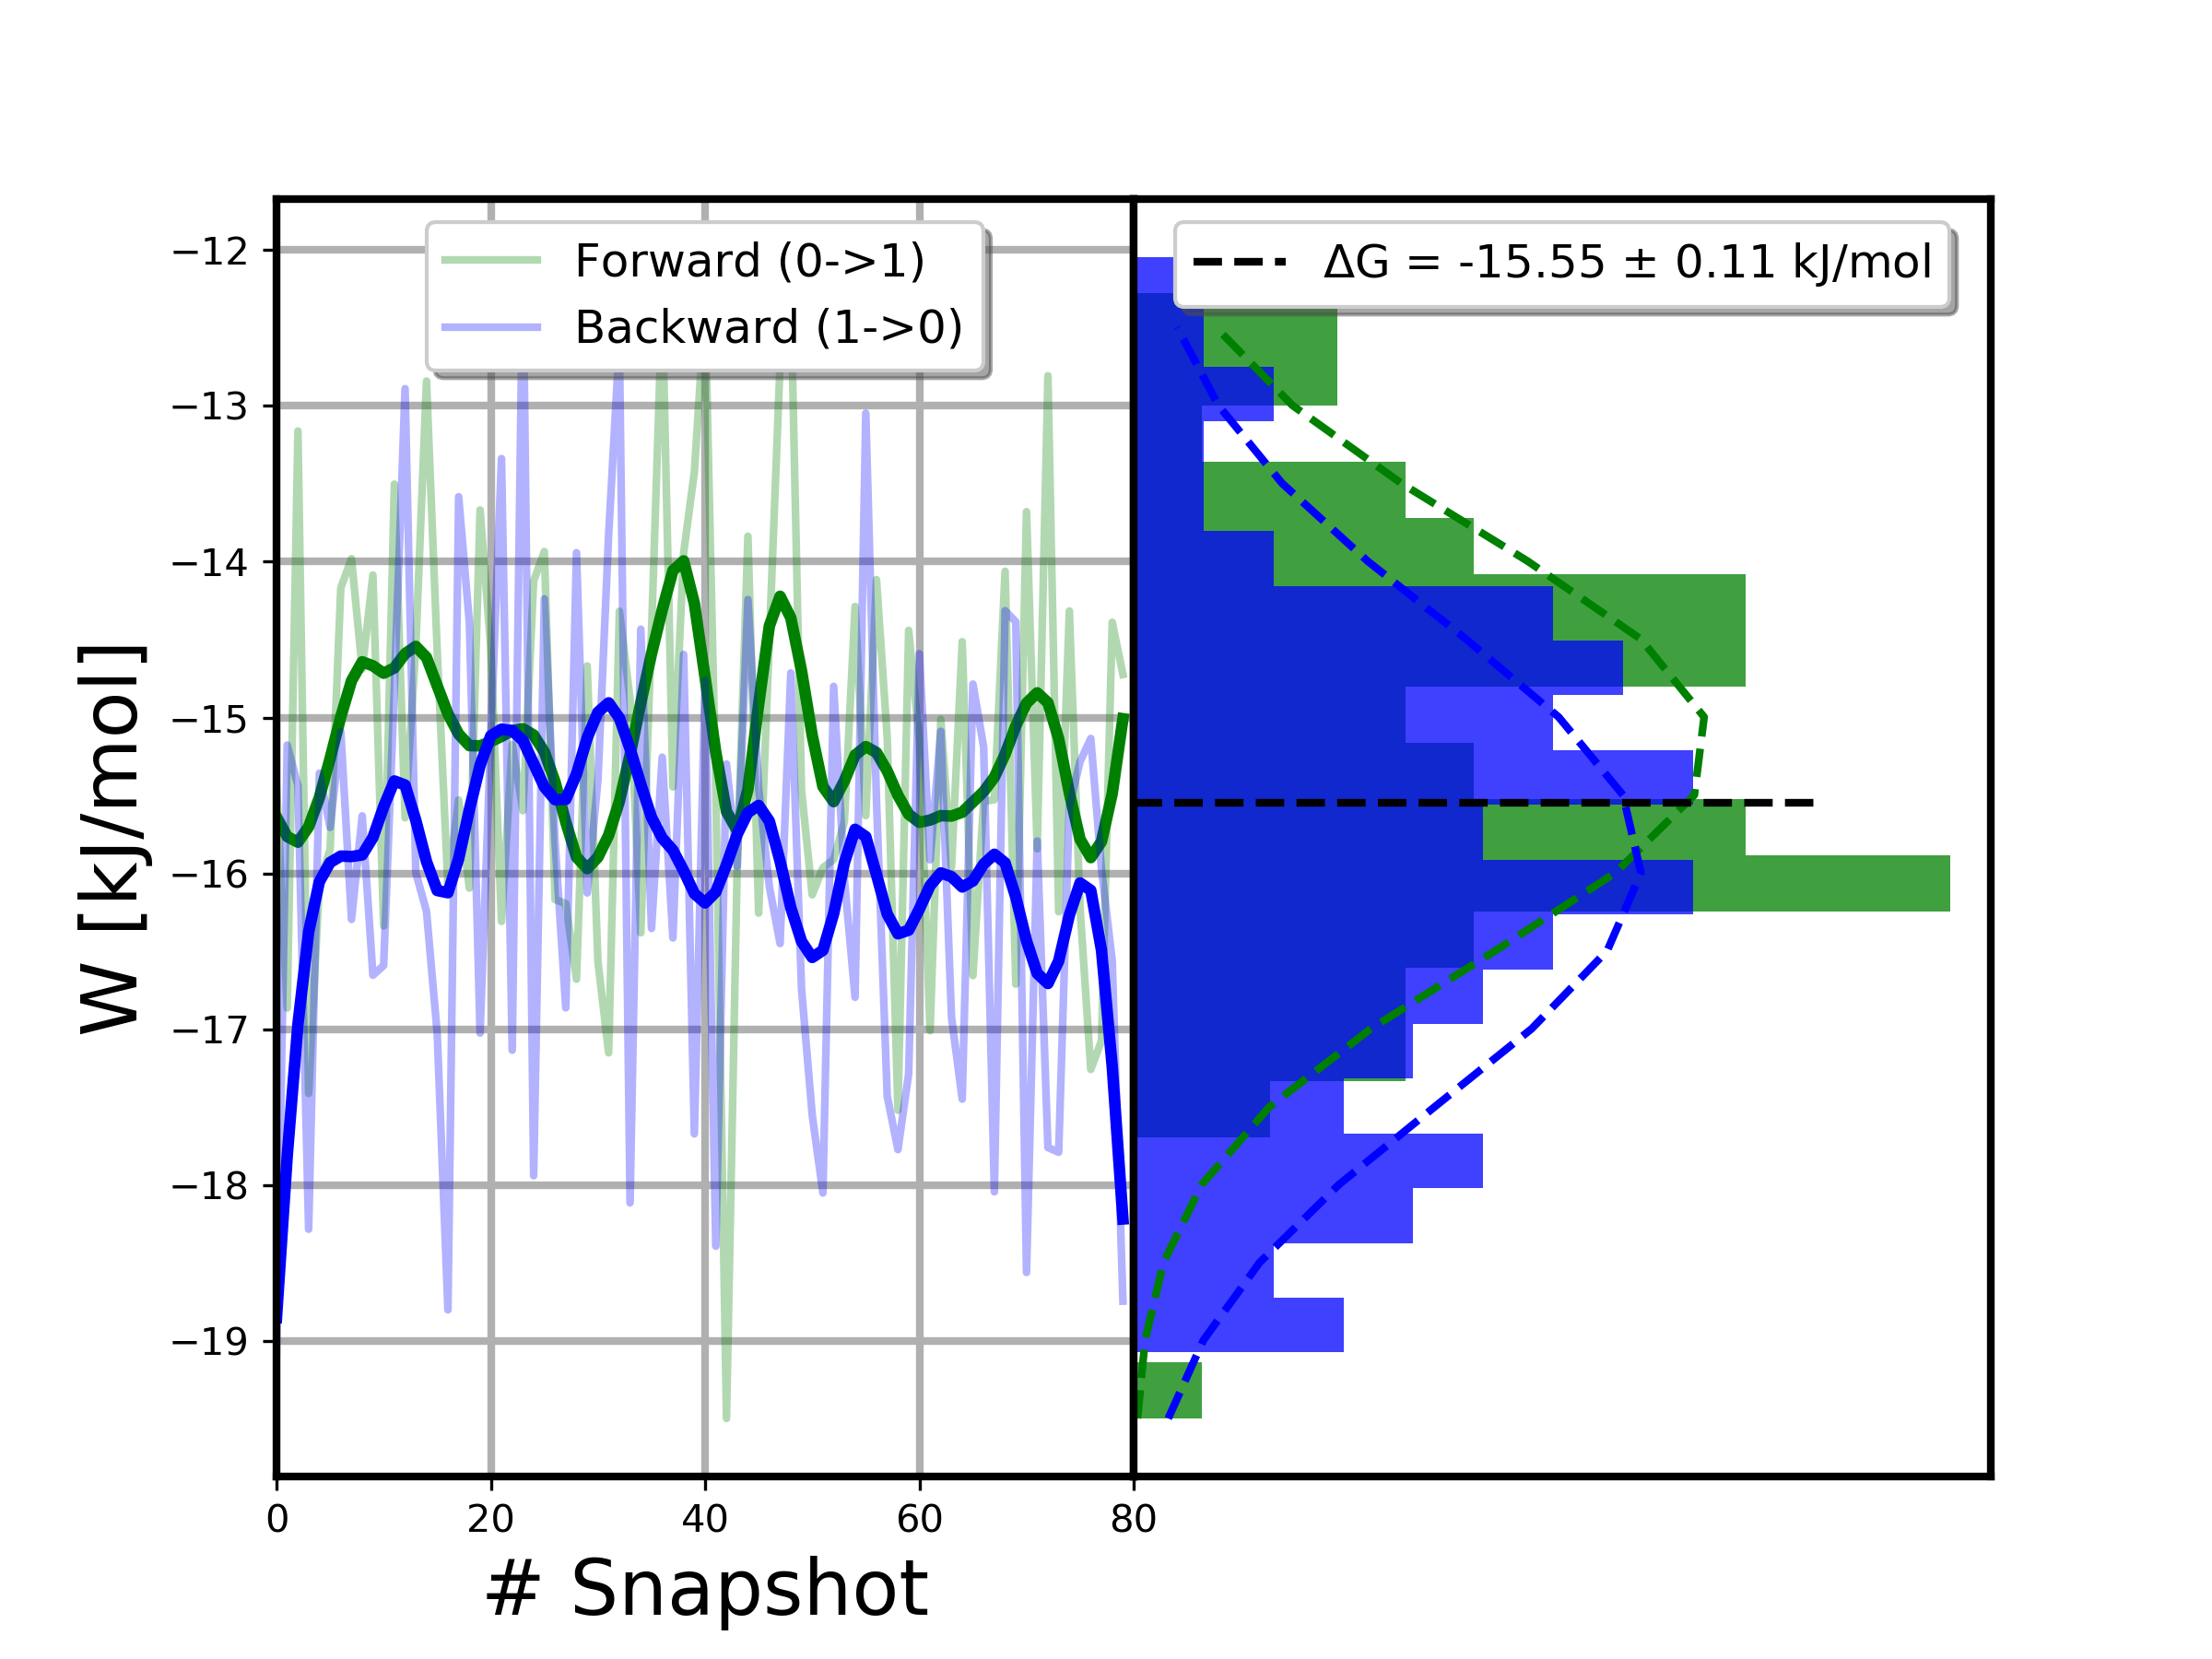 W [kJ/mol]
−12
−13
−14
−15
−16
−17
−18
−19
Forward (0->1)
Backward (1->0)
ΔG = -15.55 ± 0.11 kJ/mol
0 20 40 60 80
# Snapshot